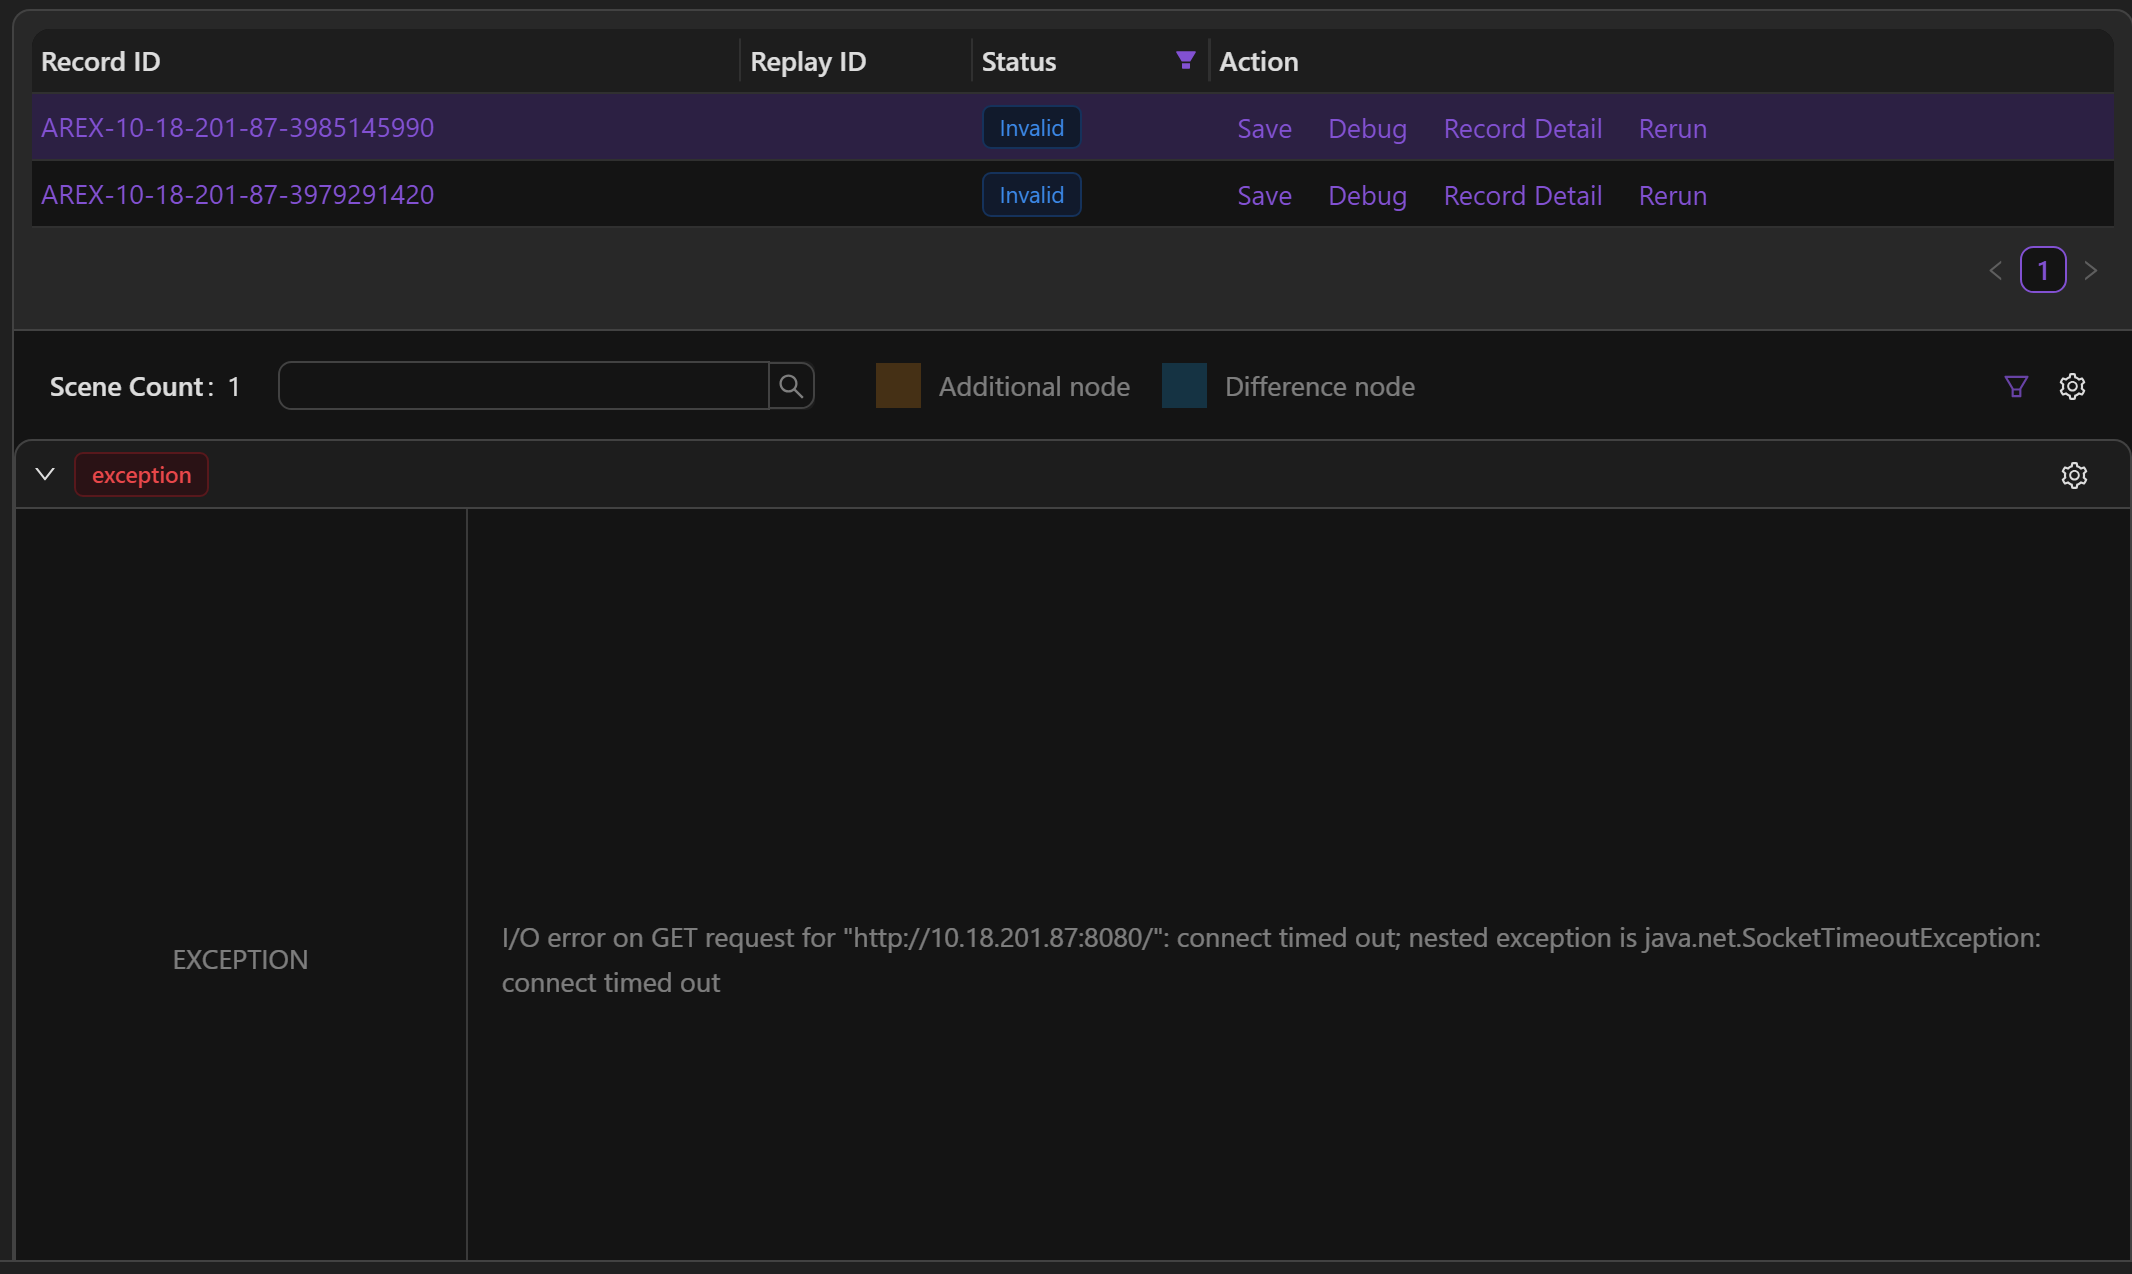 Record ID Replay ID Status Action
AREX-10-18-201-87-3985145990 Invalid Save Debug Record Detail Rerun
AREX-10-18-201-87-3979291420 Invalid Save Debug Record Detail Rerun
1
Scene Count: 1 Additional node Difference node
exception
EXCEPTION
I/O error on GET request for "http://10.18.201.87:8080/": connect timed out; nested exception is java.net.SocketTimeoutException:
connect timed out